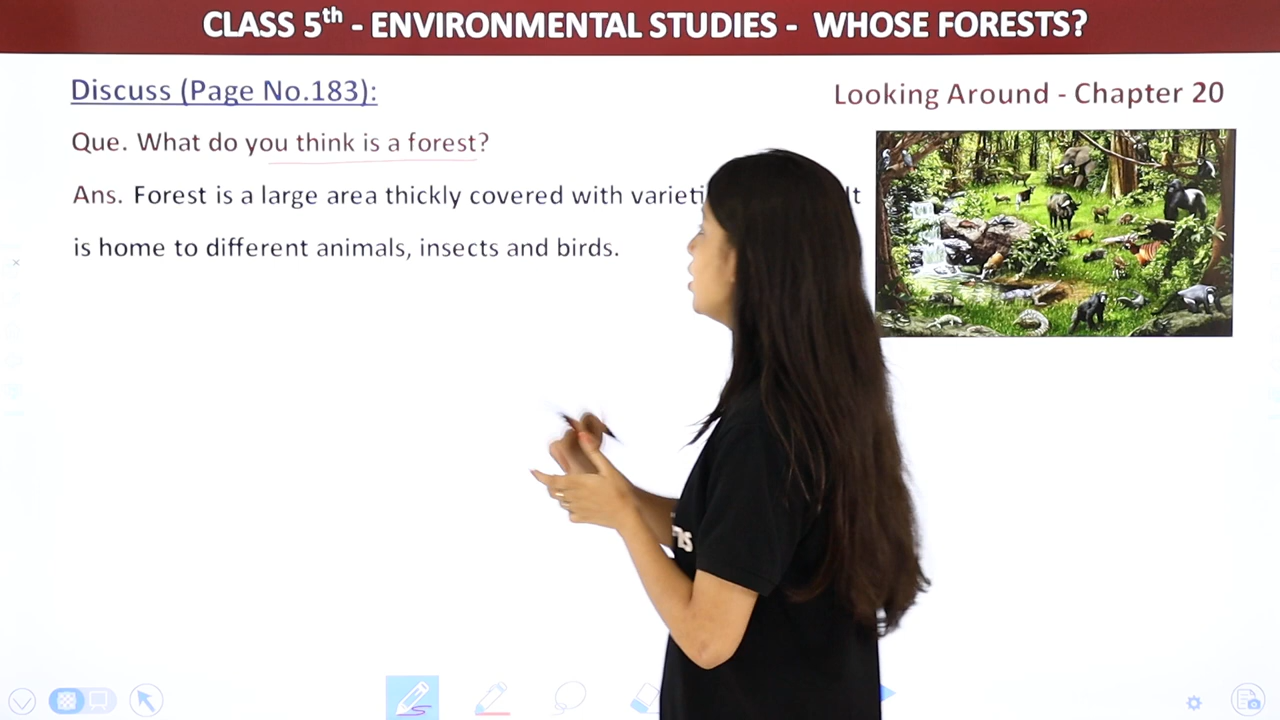 CLASS 5th - ENVIRONMENTAL STUDIES - WHOSE FORESTS?
Discuss (Page No.183):
Looking Around - Chapter 20
Que. What do you think is a forest?
Ans. Forest is a large area thickly covered with It
is home to different animals, insects and birds.